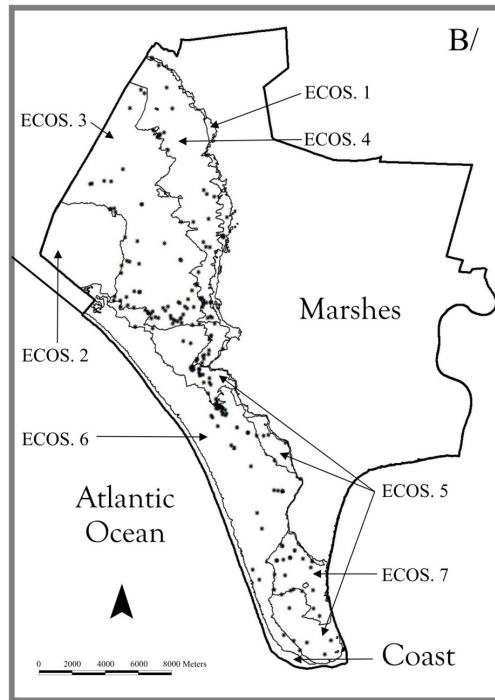 B/
ECOS. 1
ECOS. 3
ECOS. 4
Marshes
ECOS. 2
ECOS. 6
ECOS. 5
Atlantic
Ocean
ECOS. 7
Coast
0 2000 4000 6000 8000 Meters